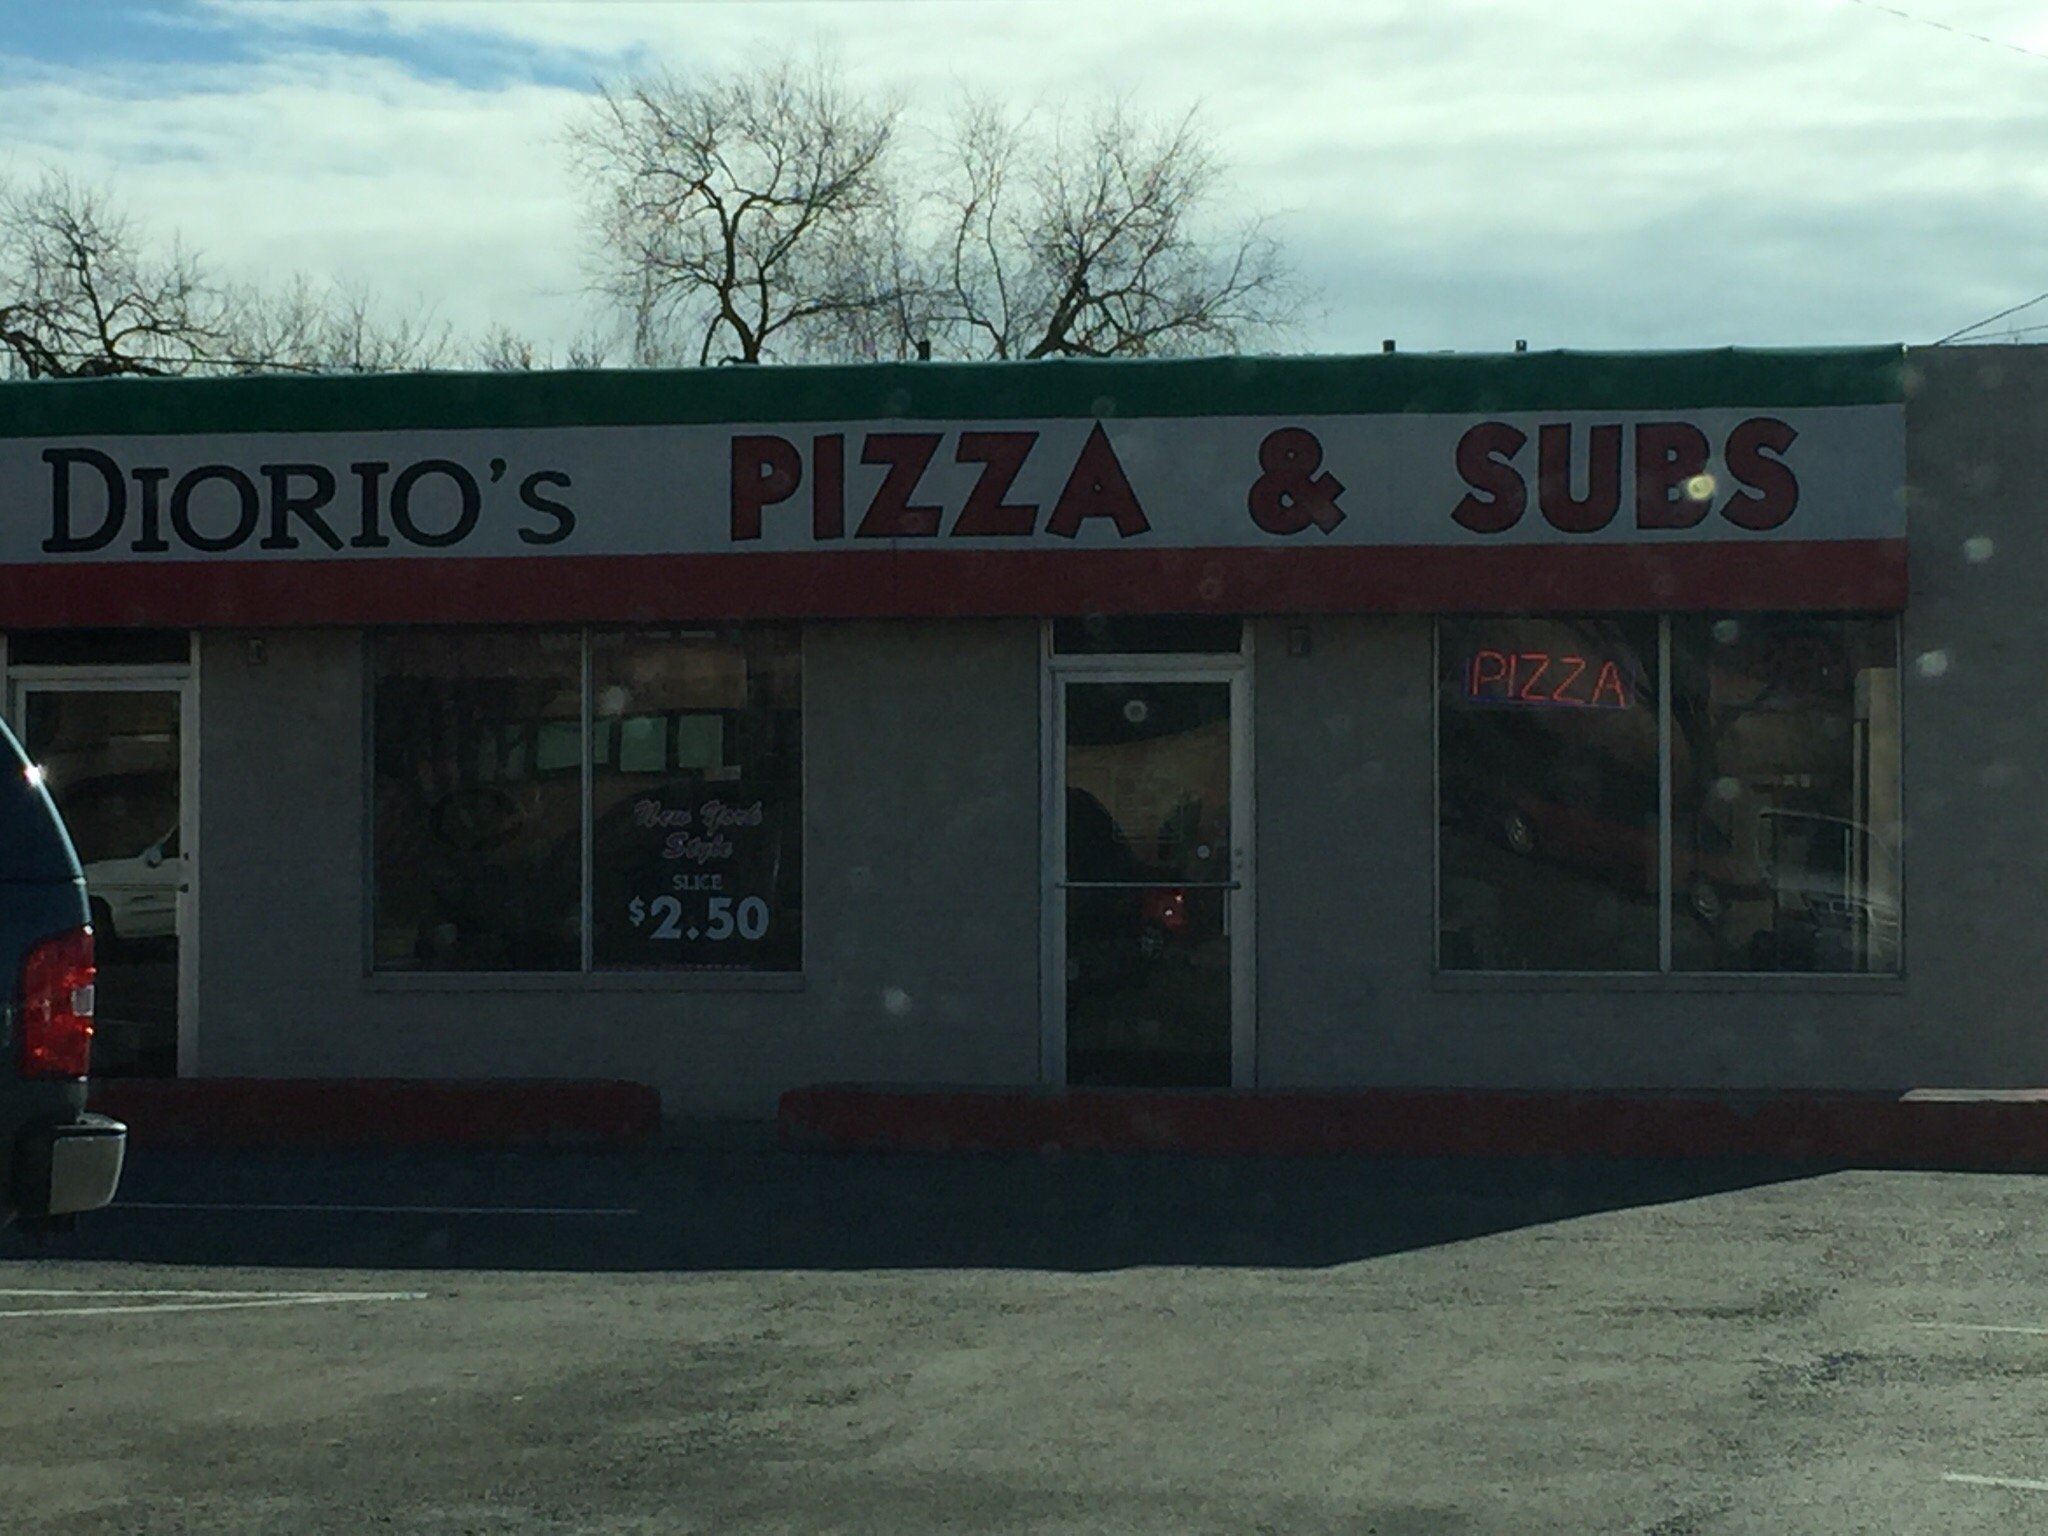 DIORIO'S PIZZA & SUBS
PIZZA
New York
Style
SLICE
$2.50